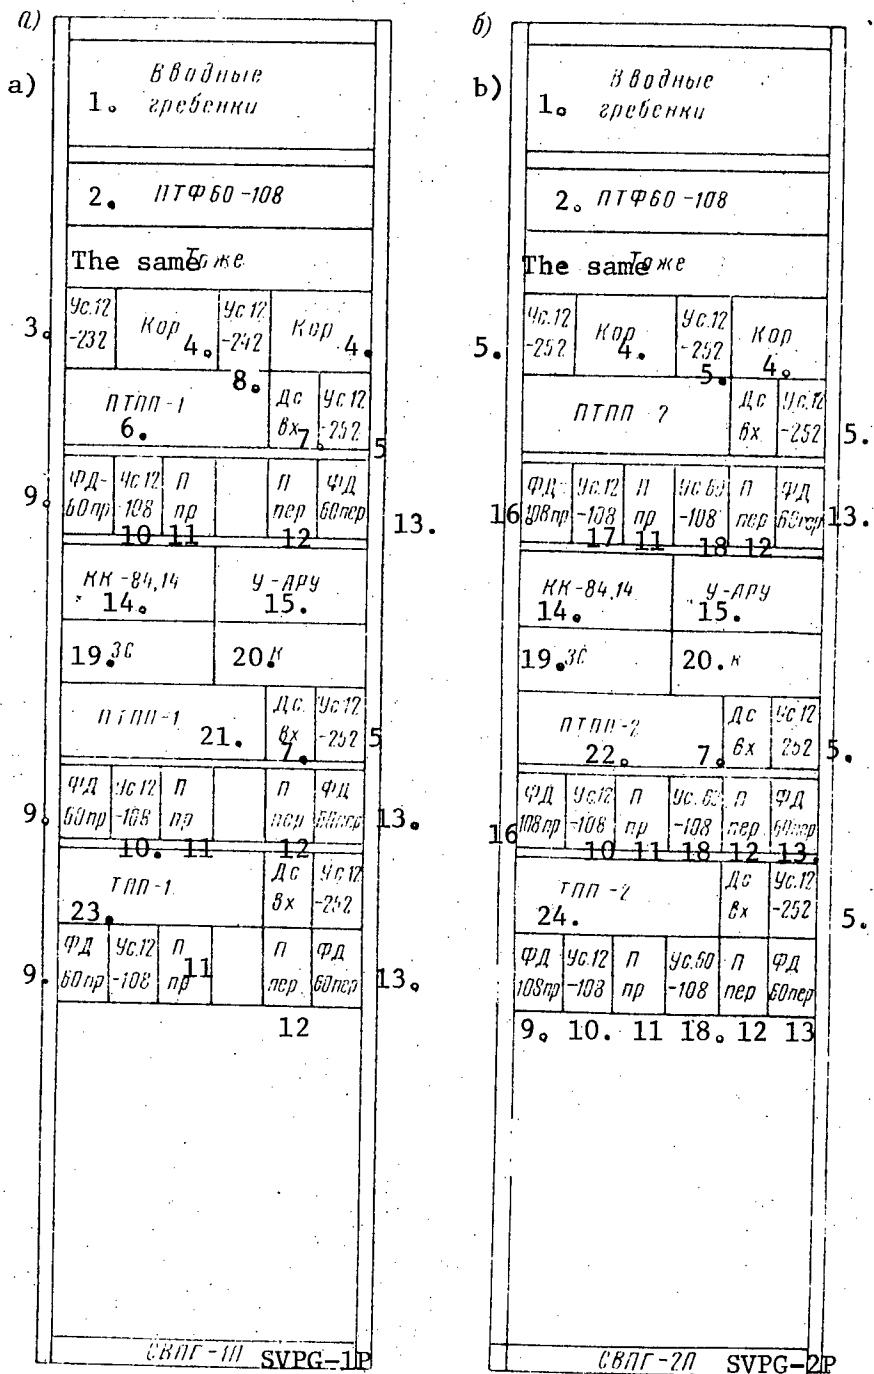 а)
а)
Вводные
1. гребенки
2. ПТФ60-108
The same Тоже
3.
Ус.12
-232
Кор 4.
Ус 12
-242
Кор 4.
8.
ПТПП-1
6.
Дс
вх 7.
Ус.12
-252
5
9.
ФД-
60пр
Ус 12
-108
П
пр
П
пер
ФД
60пер
13.
10 11 12
КК-84,14
14.
У-АРУ
15.
19. ЗС
20. К
ПТПП-1
21.
Дс
вх
7.
Ус 12
-252
5
9.
ФД
60пр
Ус 12
-108
П
пр
П
пер
ФД
60пер
13.
10. 11 12
ТПП-1
23.
Дс
вх
Ус 12
-252
9.
ФД
60пр
Ус.12
-108
П
пр
11
П
пер
ФД
60пер
13.
12
СВПГ-1П SVPG-1P
б)
b)
Вводные
1. гребенки
2. ПТФ60-108
The same Тоже
5.
Ус.12
-252
Кор
4.
Ус.12
-252
5.
Кор
4.
ПТПП-2
Дс
вх
Ус.12
-252
5.
16.
ФД-
108пр
Ус.12
-108
П
пр
Ус 60
-108
П
пер
ФД
60пер
13.
17 11 18 12
КК-84,14
14.
У-АРУ
15.
19. ЗС
20. К
ПТПП-2
22.
7.
Дс
вх
Ус 12
252
5.
16
ФД
108пр
Ус.12
-108
П
пр
Ус. 60
-108
П
пер
ФД
60пер
10 11 18 12 13.
ТПП-2
24.
Дс
вх
Ус.12
-252
5.
ФД
108пр
Ус.12
-108
П
пр
Ус.60
-108
П
пер
ФД
60пер
9. 10. 11 18. 12 13
СВПГ-2П SVPG-2P